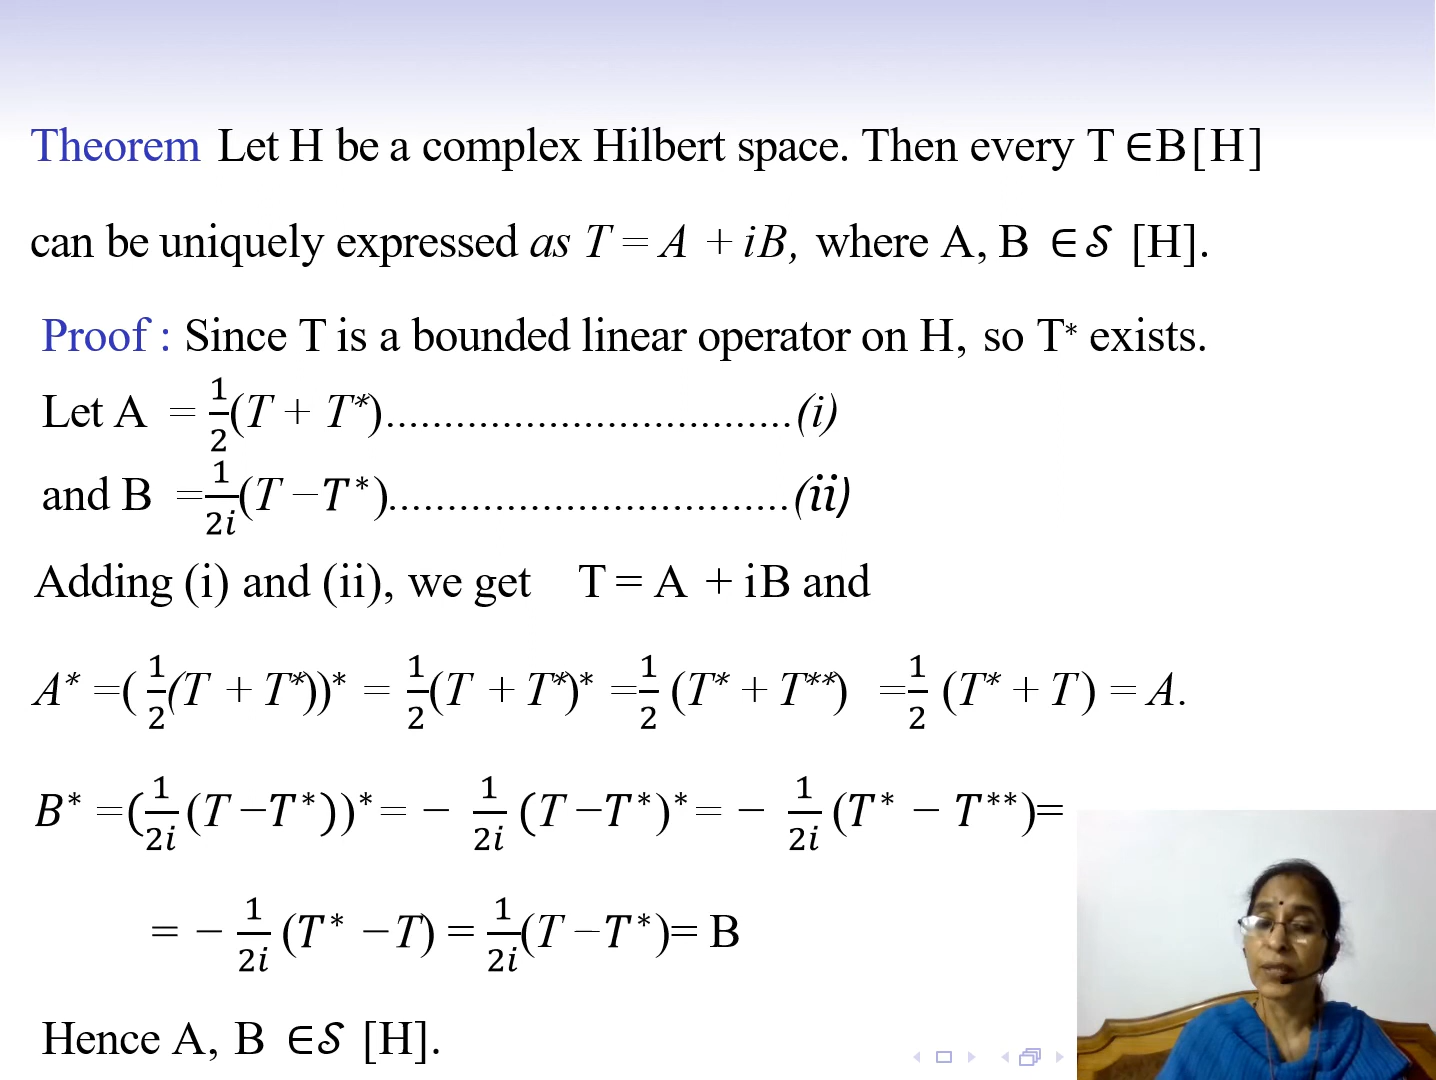 Theorem Let H be a complex Hilbert space. Then every T ∈B[H]
can be uniquely expressed as T = A + iB, where A, B ∈𝒮 [H].
Proof : Since T is a bounded linear operator on H, so T* exists.
Let A = 1/2(T + T*)...................................(i)
and B =1/2i(T −T*)..................................(ii)
Adding (i) and (ii), we get T = A + iB and
A* =( 1/2(T + T*))* = 1/2(T + T*)* =1/2 (T* + T**) =1/2 (T* + T) = A.
B* =(1/2i (T −T*))*= − 1/2i (T −T*)*= − 1/2i (T* − T**)=
= − 1/2i (T* −T) = 1/2i(T −T*)= B
Hence A, B ∈𝒮 [H].